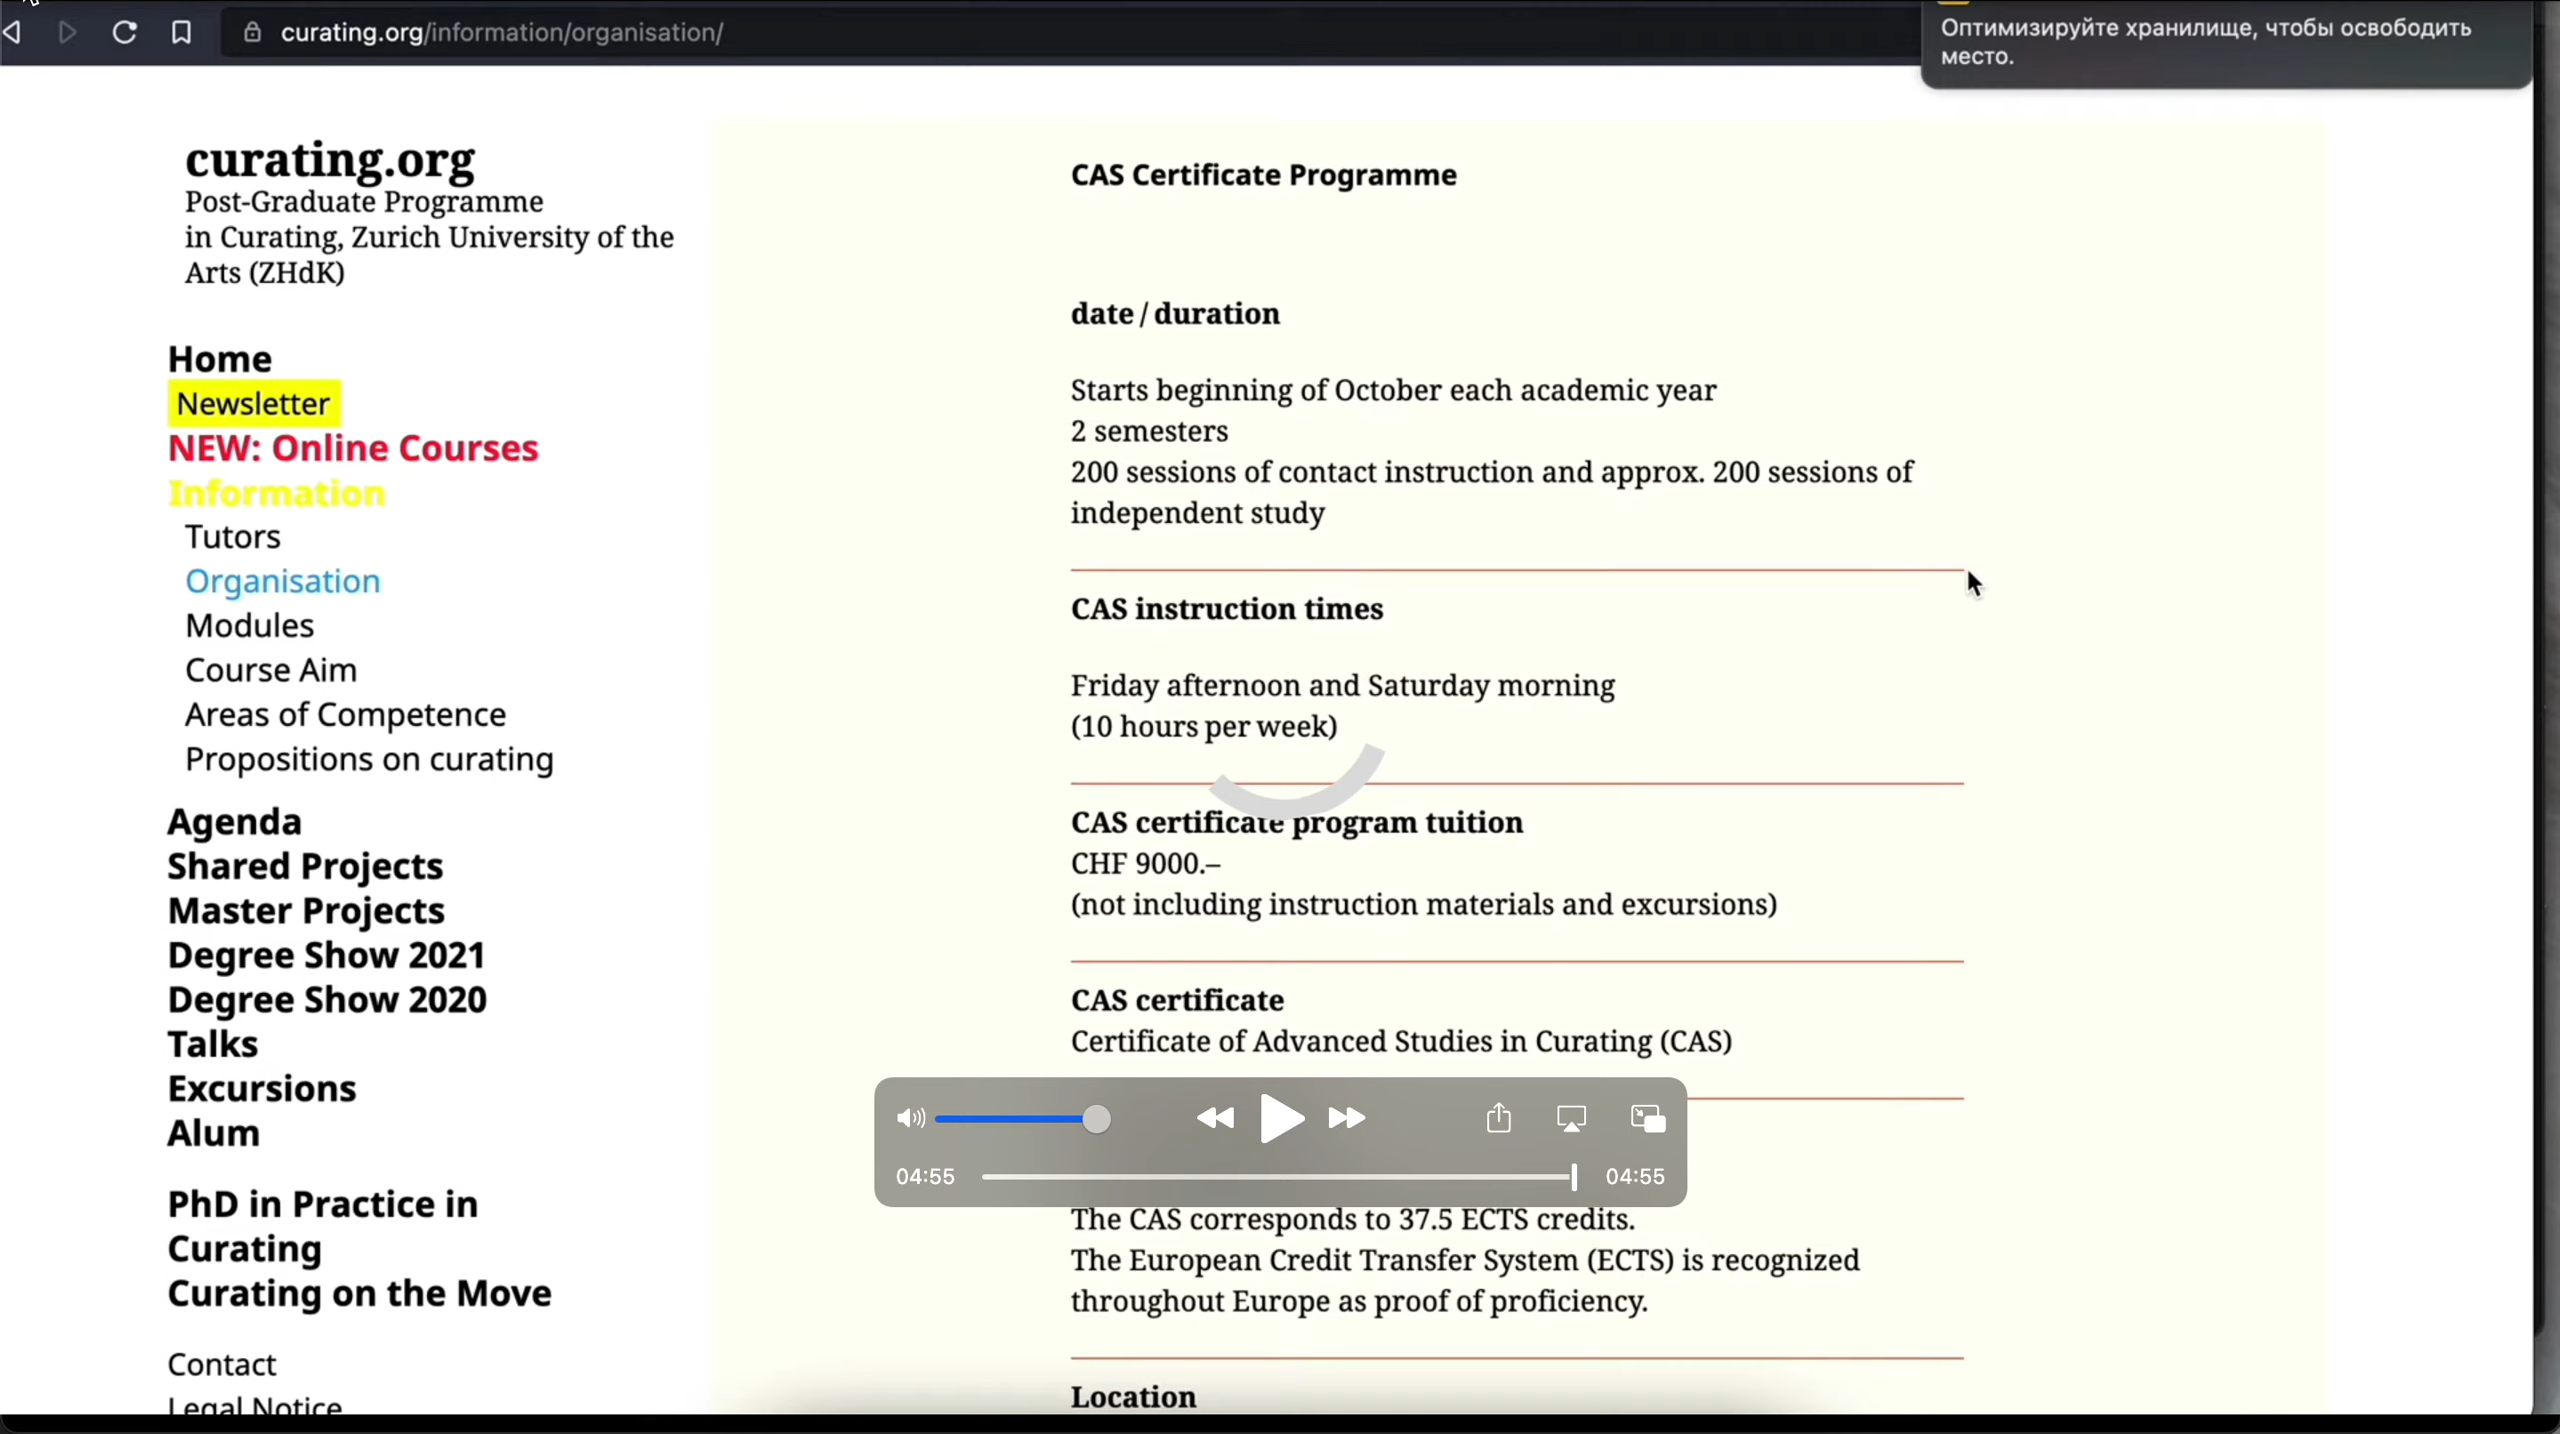 curating.org/information/organisation/
Оптимизируйте хранилище, чтобы освободить
место.
curating.org
Post-Graduate Programme
in Curating, Zurich University of the
Arts (ZHdK)
Home
Newsletter
NEW: Online Courses
Information
Tutors
Organisation
Modules
Course Aim
Areas of Competence
Propositions on curating
Agenda
Shared Projects
Master Projects
Degree Show 2021
Degree Show 2020
Talks
Excursions
Alum
PhD in Practice in
Curating
Curating on the Move
Contact
Legal Notice
CAS Certificate Programme
date / duration
Starts beginning of October each academic year
2 semesters
200 sessions of contact instruction and approx. 200 sessions of
independent study
CAS instruction times
Friday afternoon and Saturday morning
(10 hours per week)
CAS certificate program tuition
CHF 9000.–
(not including instruction materials and excursions)
CAS certificate
Certificate of Advanced Studies in Curating (CAS)
04:55
04:55
The CAS corresponds to 37.5 ECTS credits.
The European Credit Transfer System (ECTS) is recognized
throughout Europe as proof of proficiency.
Location